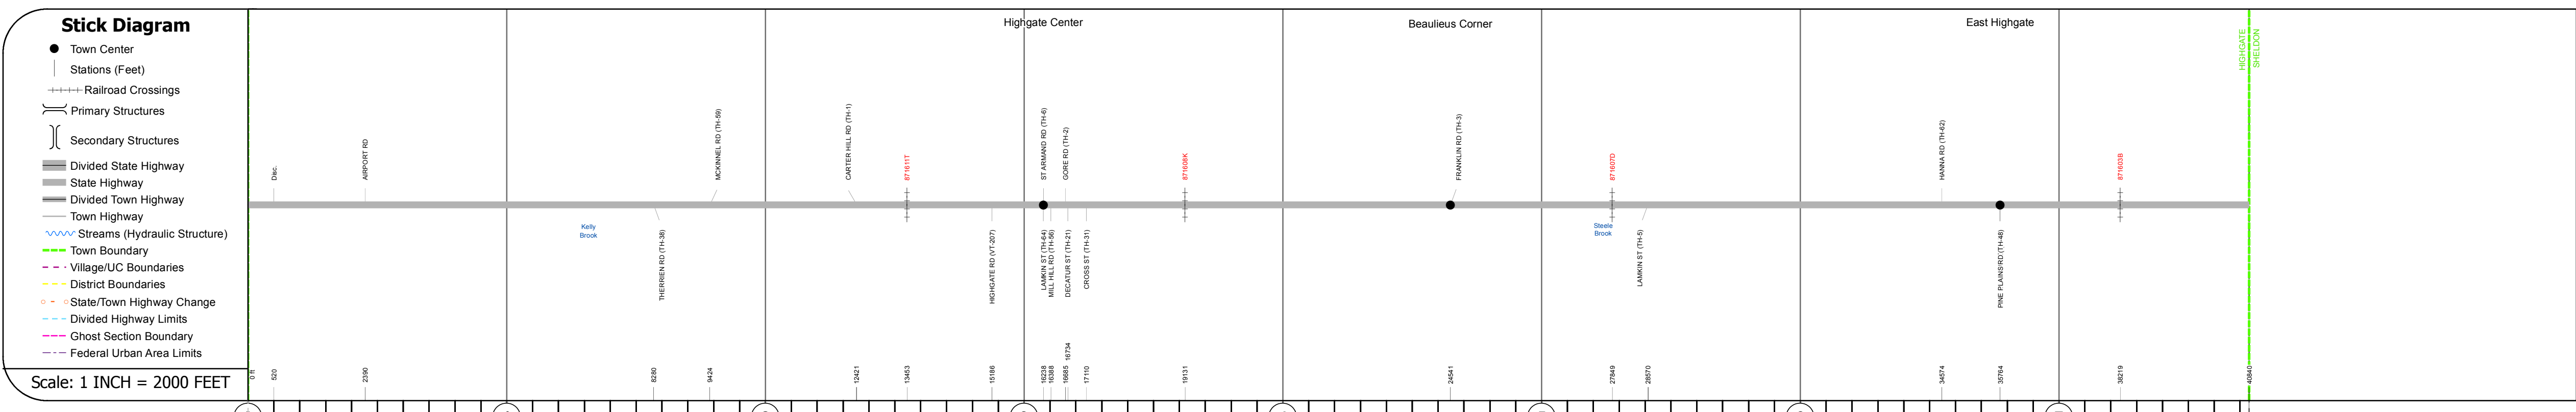 Stick Diagram
Town Center
Stations (Feet)
Railroad Crossings
Primary Structures
Secondary Structures
Divided State Highway
State Highway
Divided Town Highway
Town Highway
Streams (Hydraulic Structure)
Town Boundary
Village/UC Boundaries
District Boundaries
State/Town Highway Change
Divided Highway Limits
Ghost Section Boundary
Federal Urban Area Limits
Scale: 1 INCH = 2000 FEET
Highgate Center
Beaulieus Corner
East Highgate
HIGHGATE
SHELDON
Disc.
AIRPORT RD
MCKINNEL RD (TH-59)
CARTER HILL RD (TH-1)
871611T
ST ARMAND RD (TH-6)
GORE RD (TH-2)
871608K
FRANKLIN RD (TH-3)
871607D
HANNA RD (TH-62)
871603B
Kelly
Brook
THERRIEN RD (TH-38)
HIGHGATE RD (VT-207)
LAMKIN ST (TH-64)
MILL HILL RD (TH-56)
DECATUR ST (TH-21)
CROSS ST (TH-31)
Steele
Brook
LAMKIN ST (TH-5)
PINE PLAINS RD (TH-48)
0 ft
520
2390
8280
9424
12421
13453
15186
16238
16388
16685
16734
17110
19131
24541
27849
28570
34574
35764
38219
40840